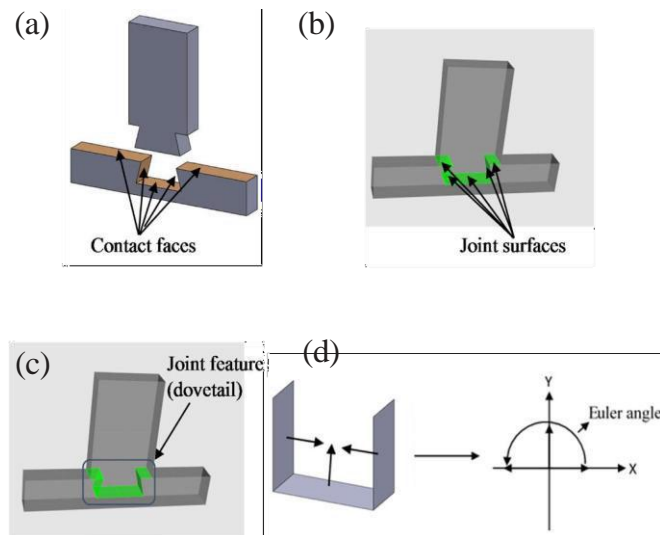 (a)
Contact faces
(b)
Joint surfaces
(c)
Joint feature
(dovetail)
(d)
Y
Euler angle
X